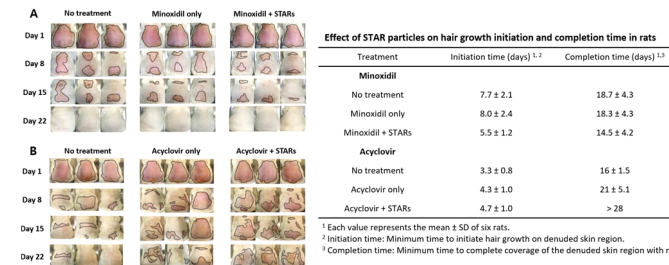 A
No treatment
Minoxidil only
Minoxidil + STARs
Day 1
Day 8
Day 15
Day 22
B
No treatment
Acyclovir only
Acyclovir + STARs
Day 1
Day 8
Day 15
Day 22
Effect of STAR particles on hair growth initiation and completion time in rats
Treatment Initiation time (days) 1, 2 Completion time (days) 1,3
Minoxidil
No treatment 7.7 ± 2.1 18.7 ± 4.3
Minoxidil only 8.0 ± 2.4 18.3 ± 4.3
Minoxidil + STARs 5.5 ± 1.2 14.5 ± 4.2
Acyclovir
No treatment 3.3 ± 0.8 16 ± 1.5
Acyclovir only 4.3 ± 1.0 21 ± 5.1
Acyclovir + STARs 4.7 ± 1.0 > 28
1 Each value represents the mean ± SD of six rats.
2 Initiation time: Minimum time to initiate hair growth on denuded skin region.
3 Completion time: Minimum time to complete coverage of the denuded skin region with